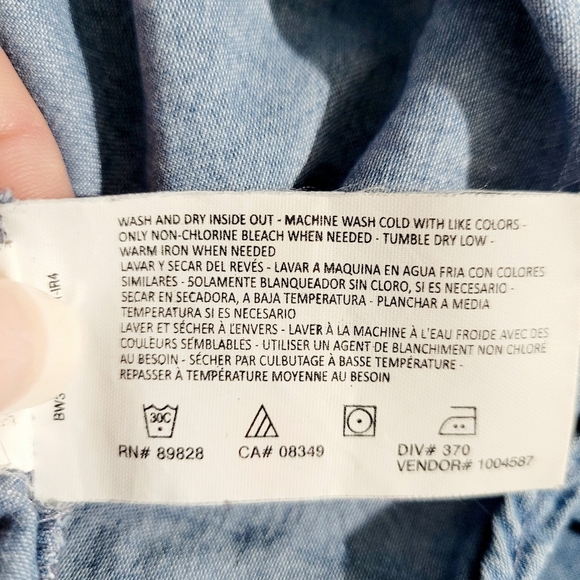 WASH AND DRY INSIDE OUT - MACHINE WASH COLD WITH LIKE COLORS -
ONLY NON-CHLORINE BLEACH WHEN NEEDED - TUMBLE DRY LOW -
WARM IRON WHEN NEEDED
LAVAR Y SECAR DEL REVÉS - LAVAR A MAQUINA EN AGUA FRIA CON COLORES
SIMILARÈS - SOLAMENTE BLANQUEADOR SIN CLORO, SI ES NECESARIO -
SECAR EN SECADORA, A BAJA TEMPERATURA - PLANCHAR A MEDIA
TEMPERATURA SI ES NECESARIO
LAVER ET SÉCHER À L'ENVERS - LAVER À LA MACHINE À L'EAU FROIDE AVEC DES
COULEURS SEMBLABLES - UTILISER UN AGENT DE BLANCHIMENT NON CHLORÉ
AU BESOIN - SÉCHER PAR CULBUTAGE À BASSE TEMPÉRATURE -
REPASSER À TEMPÉRATURE MOYENNE AU BESOIN
30C
RN# 89828 CA# 08349 DIV# 370
VENDOR# 1004587